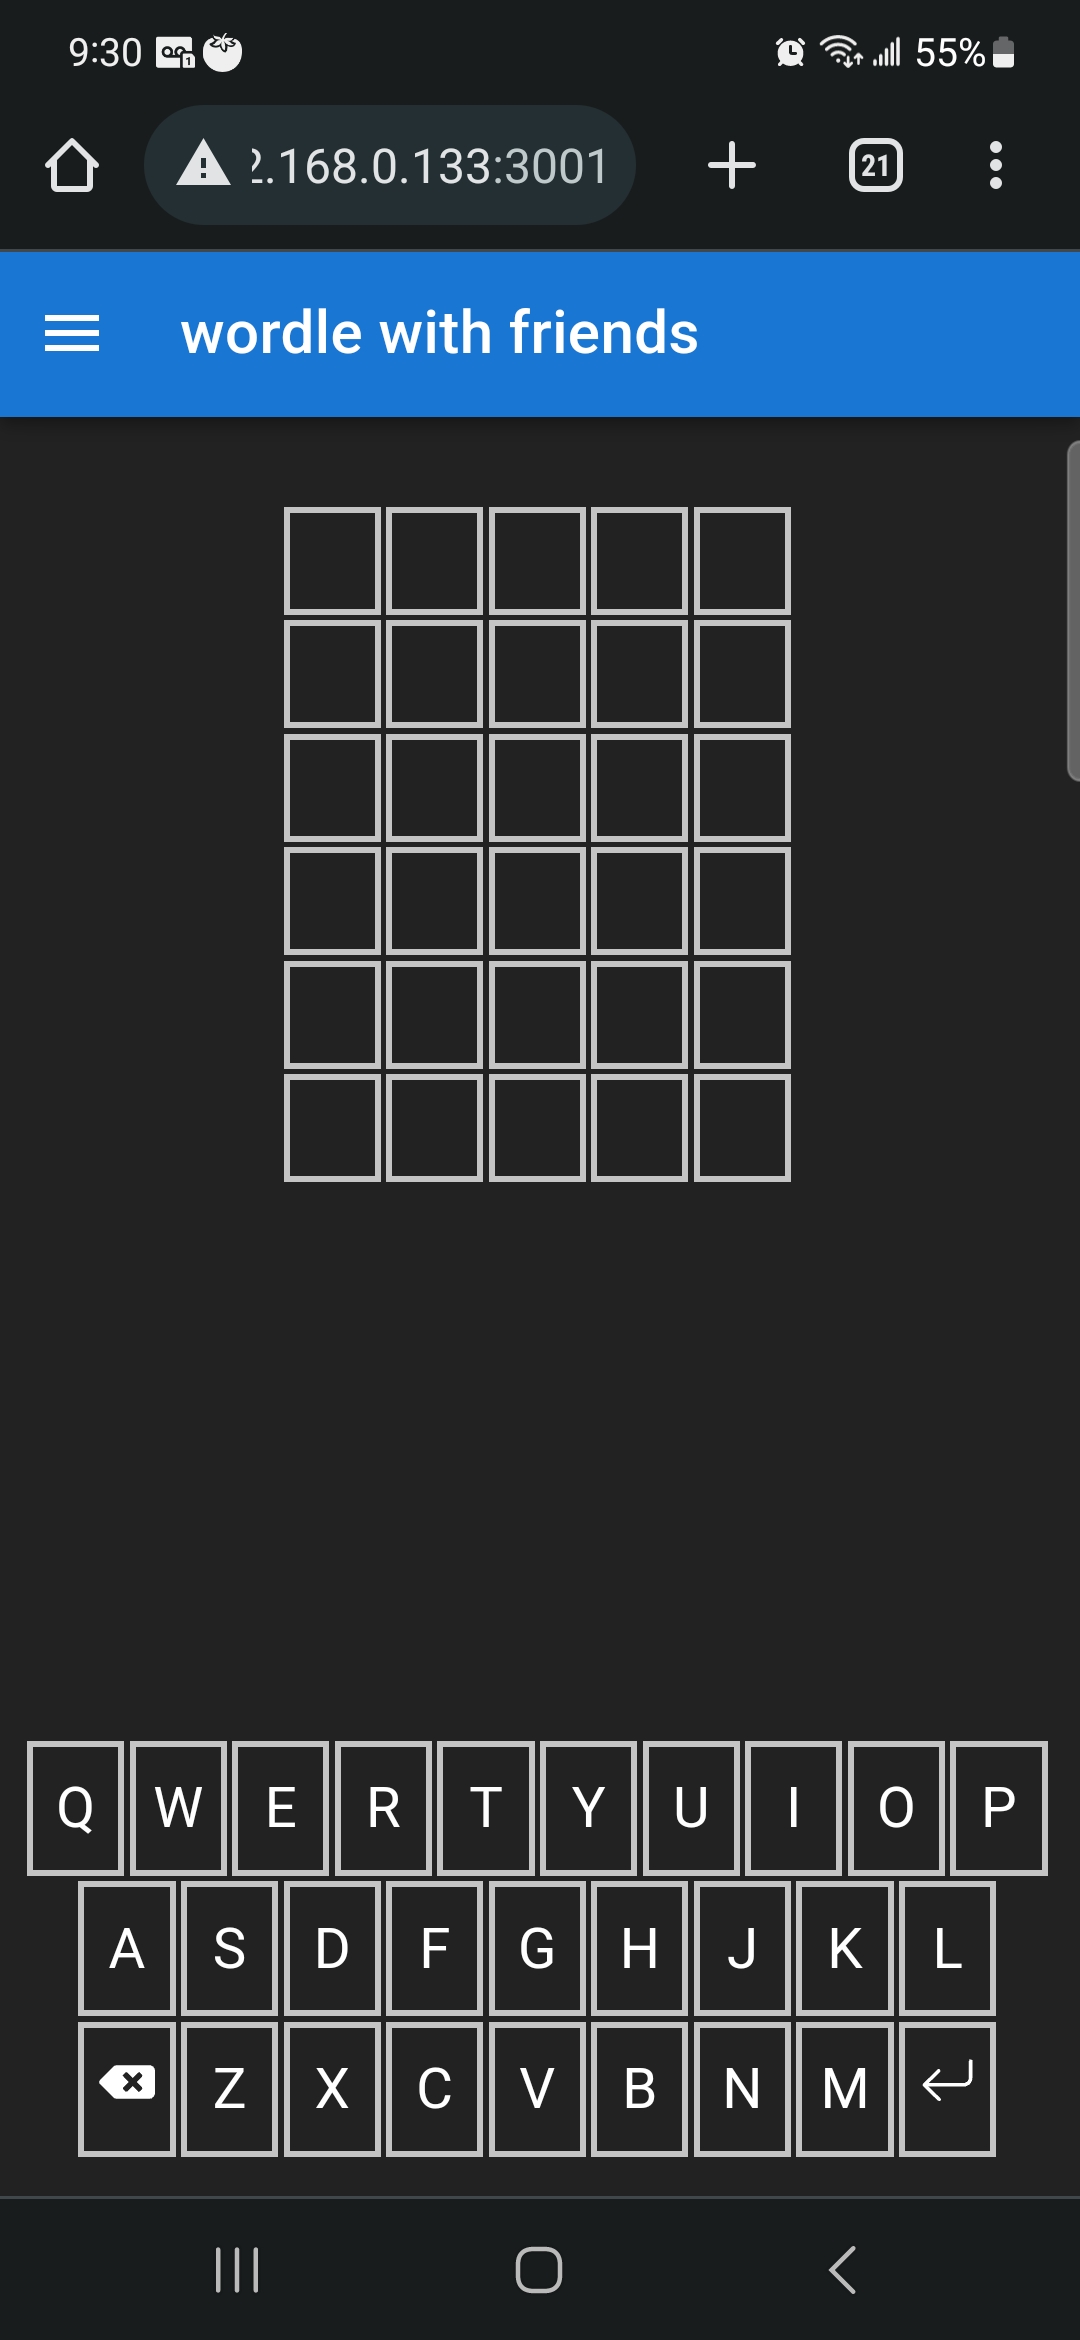 9:30 55%
2.168.0.133:3001 21
wordle with friends
Q W E R T Y U I O P
A S D F G H J K L
Z X C V B N M